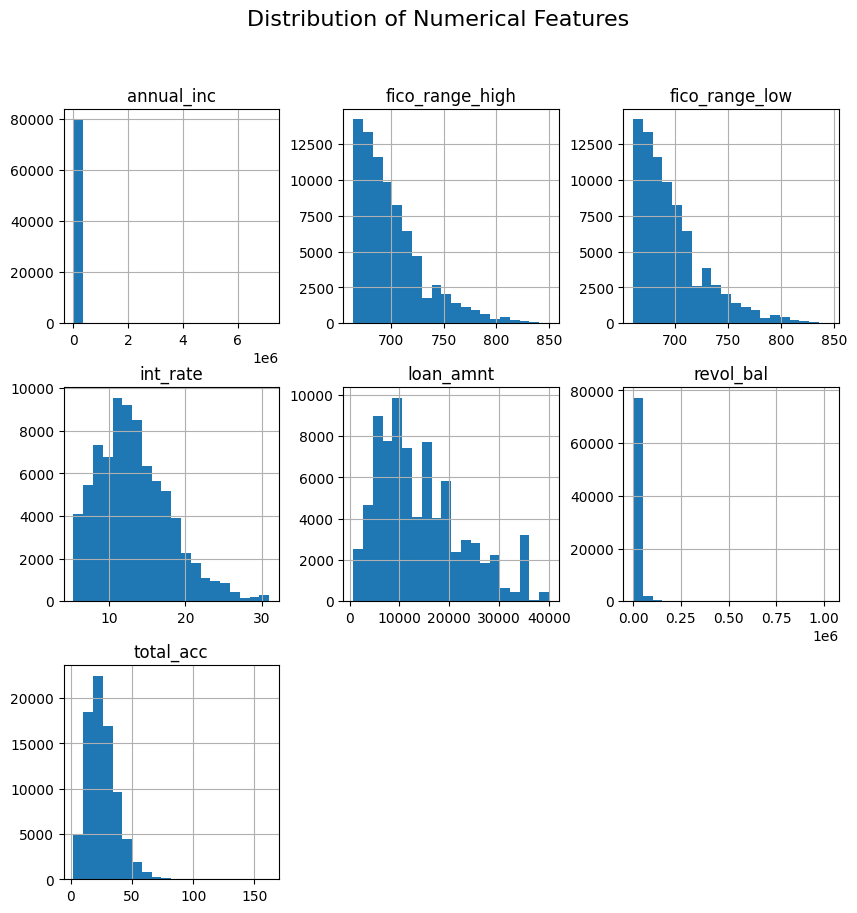 Distribution of Numerical Features
annual_inc
80000
60000
40000
20000
0
0 2 4 6
1e6
fico_range_high
12500
10000
7500
5000
2500
0
700 750 800 850
fico_range_low
12500
10000
7500
5000
2500
0
700 750 800 850
int_rate
10000
8000
6000
4000
2000
0
10 20 30
loan_amnt
10000
8000
6000
4000
2000
0
0 10000 20000 30000 40000
revol_bal
80000
60000
40000
20000
0
0.00 0.25 0.50 0.75 1.00
1e6
total_acc
20000
15000
10000
5000
0
0 50 100 150